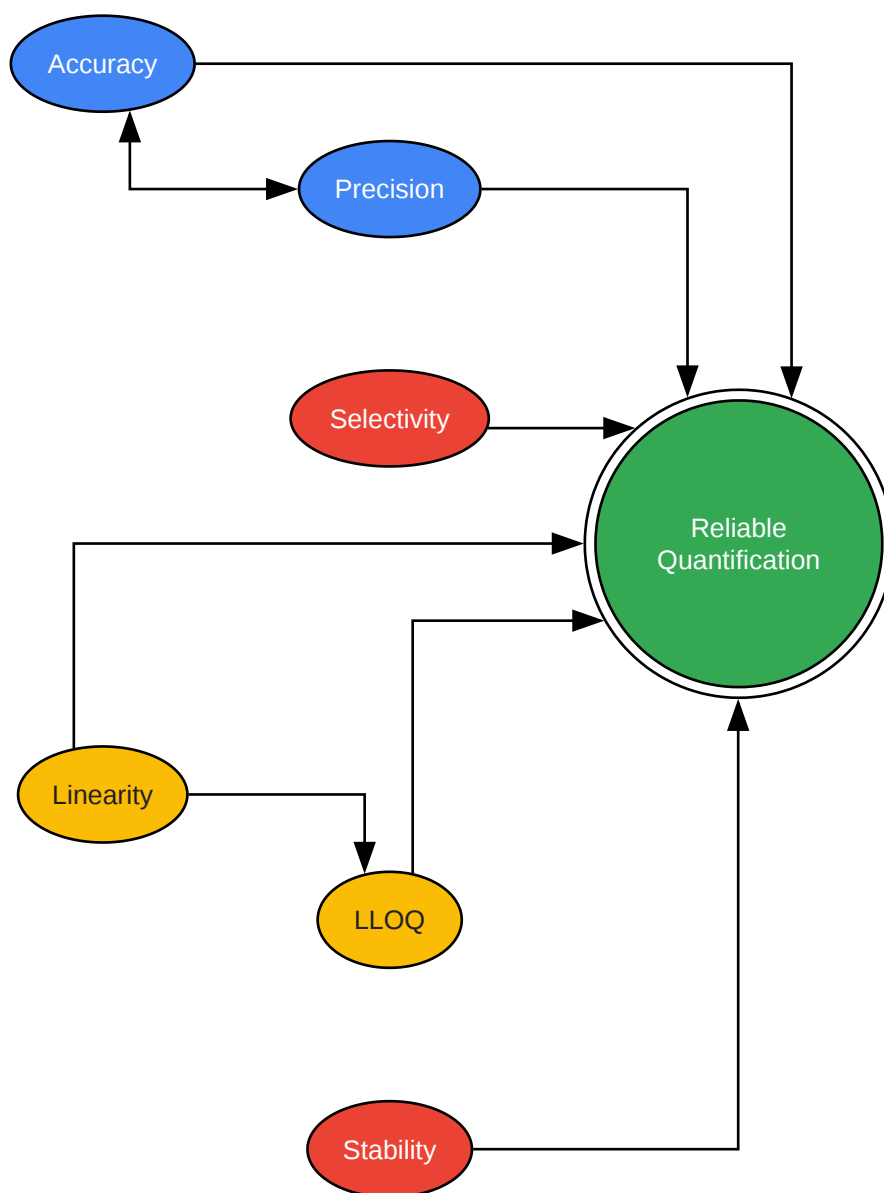 Accuracy
Precision
Selectivity
Reliable
Quantification
Linearity
LLOQ
Stability